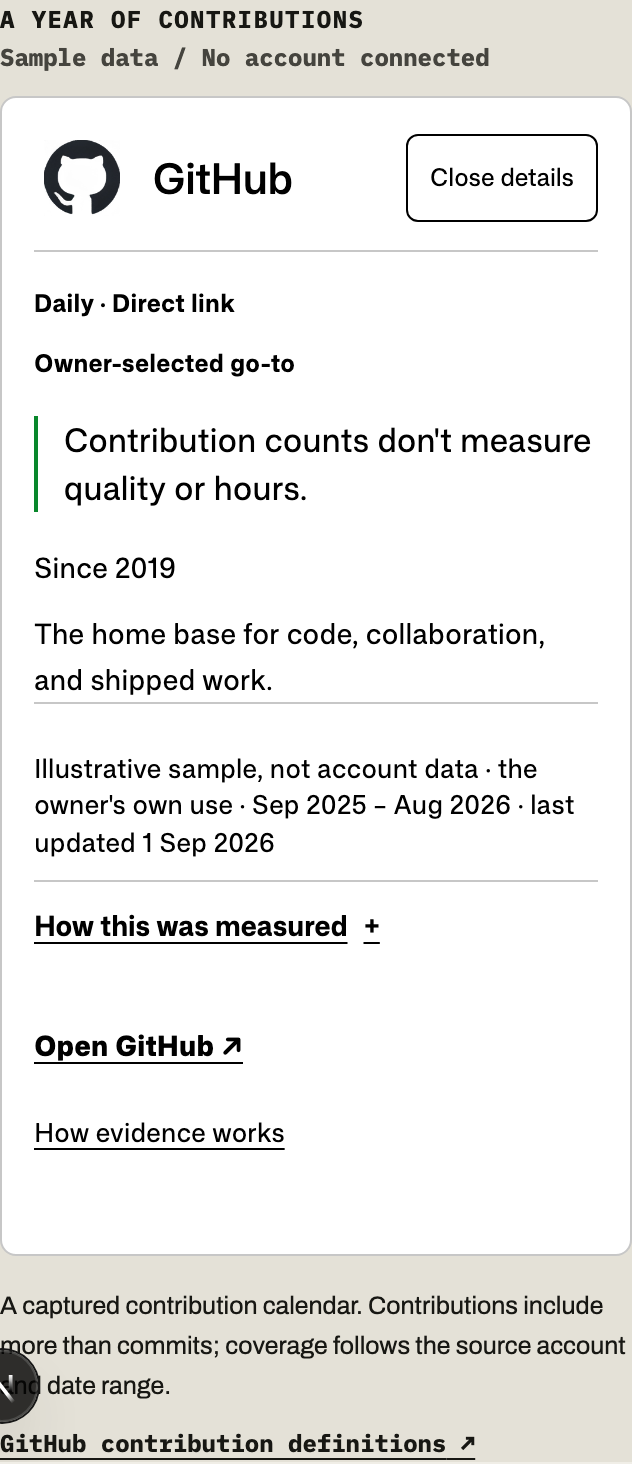 A YEAR OF CONTRIBUTIONS
Sample data / No account connected
GitHub
Close details
Daily · Direct link
Owner-selected go-to
Contribution counts don't measure
quality or hours.
Since 2019
The home base for code, collaboration,
and shipped work.
Illustrative sample, not account data · the
owner's own use · Sep 2025 – Aug 2026 · last
updated 1 Sep 2026
How this was measured +
Open GitHub ↗
How evidence works
A captured contribution calendar. Contributions include
more than commits; coverage follows the source account
and date range.
GitHub contribution definitions ↗